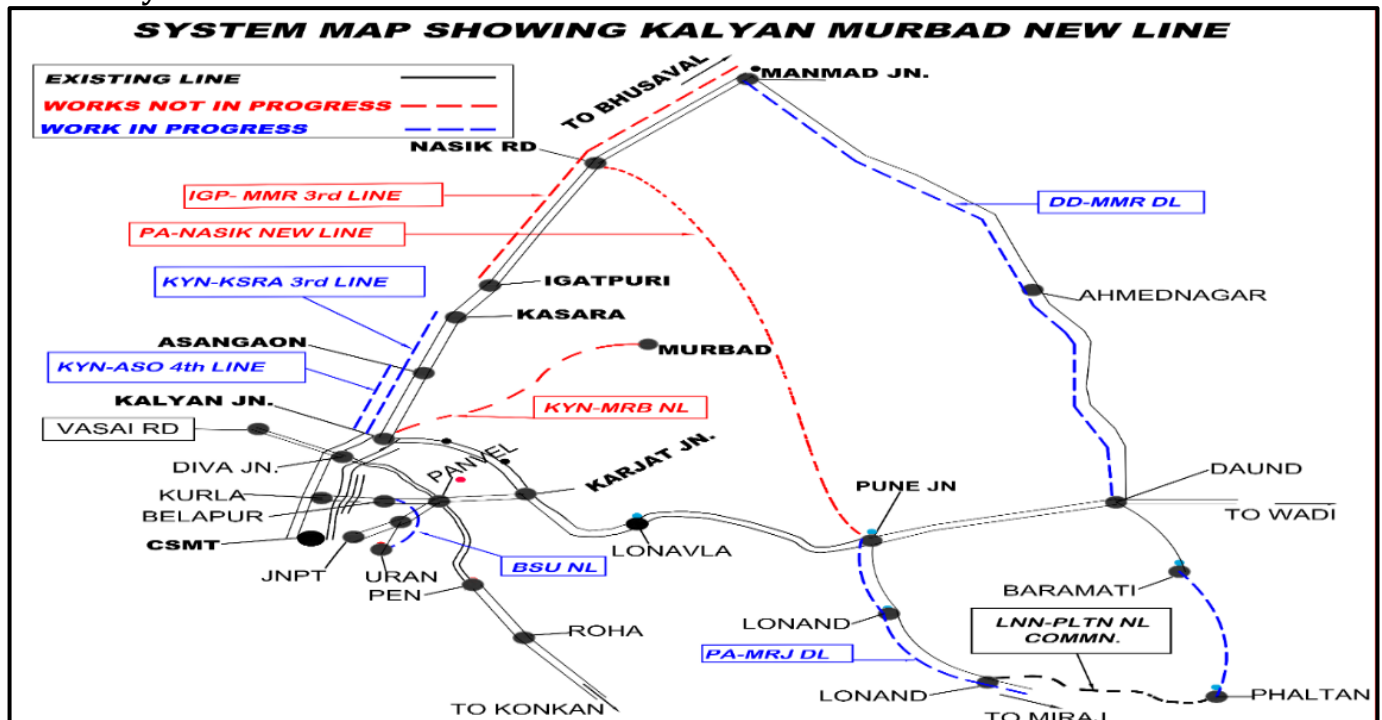 SYSTEM MAP SHOWING KALYAN MURBAD NEW LINE
EXISTING LINE
WORKS NOT IN PROGRESS
WORK IN PROGRESS
TO BHUSAVAL
MANMAD JN.
NASIK RD
IGP- MMR 3rd LINE
DD-MMR DL
PA-NASIK NEW LINE
KYN-KSRA 3rd LINE
IGATPURI
AHMEDNAGAR
KASARA
ASANGAON
MURBAD
KYN-ASO 4th LINE
KALYAN JN.
KYN-MRB NL
VASAI RD
DIVA JN.
PANVEL
KARJAT JN.
DAUND
KURLA
PUNE JN
BELAPUR
TO WADI
CSMT
LONAVLA
JNPT
URAN
BSU NL
PEN
BARAMATI
LONAND
LNN-PLTN NL
COMMN.
ROHA
PA-MRJ DL
LONAND
PHALTAN
TO KONKAN
TO MIRAJ